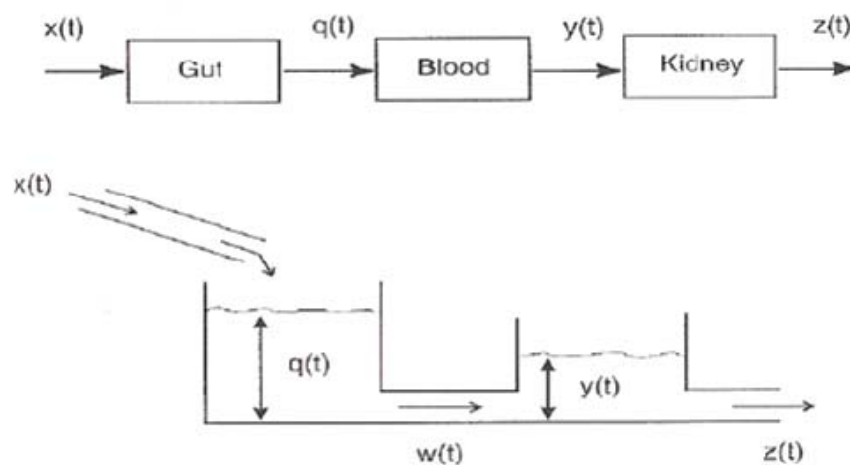 x(t) q(t) y(t) z(t)
Gut Blood Kidney
x(t)
q(t) y(t)
w(t) z(t)